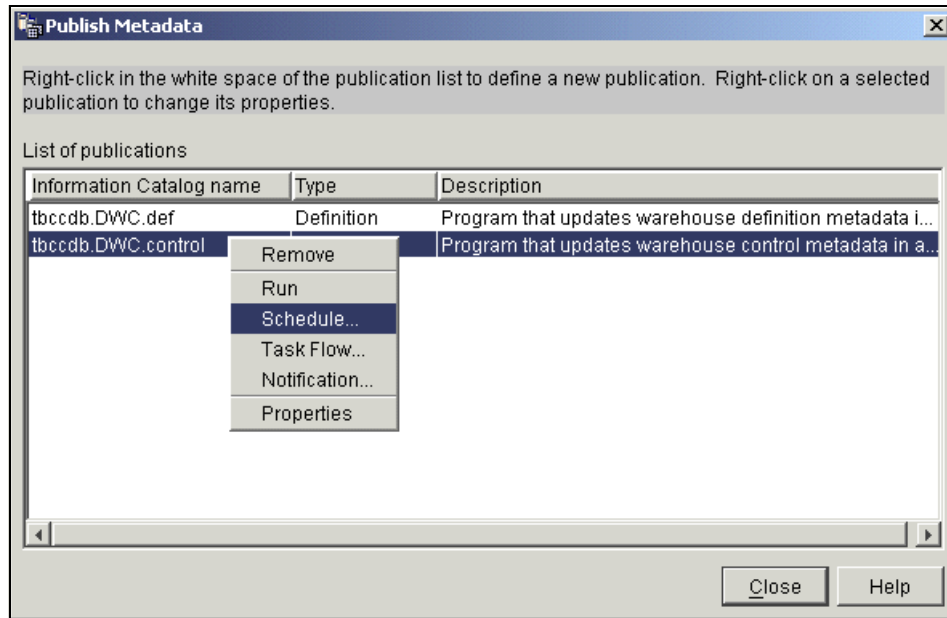 Publish Metadata
Right-click in the white space of the publication list to define a new publication. Right-click on a selected
publication to change its properties.
List of publications
Information Catalog name Type Description
tbccdb.DWC.def Definition Program that updates warehouse definition metadata i...
tbccdb.DWC.control Program that updates warehouse control metadata in a...
Remove
Run
Schedule...
Task Flow...
Notification...
Properties
Close Help